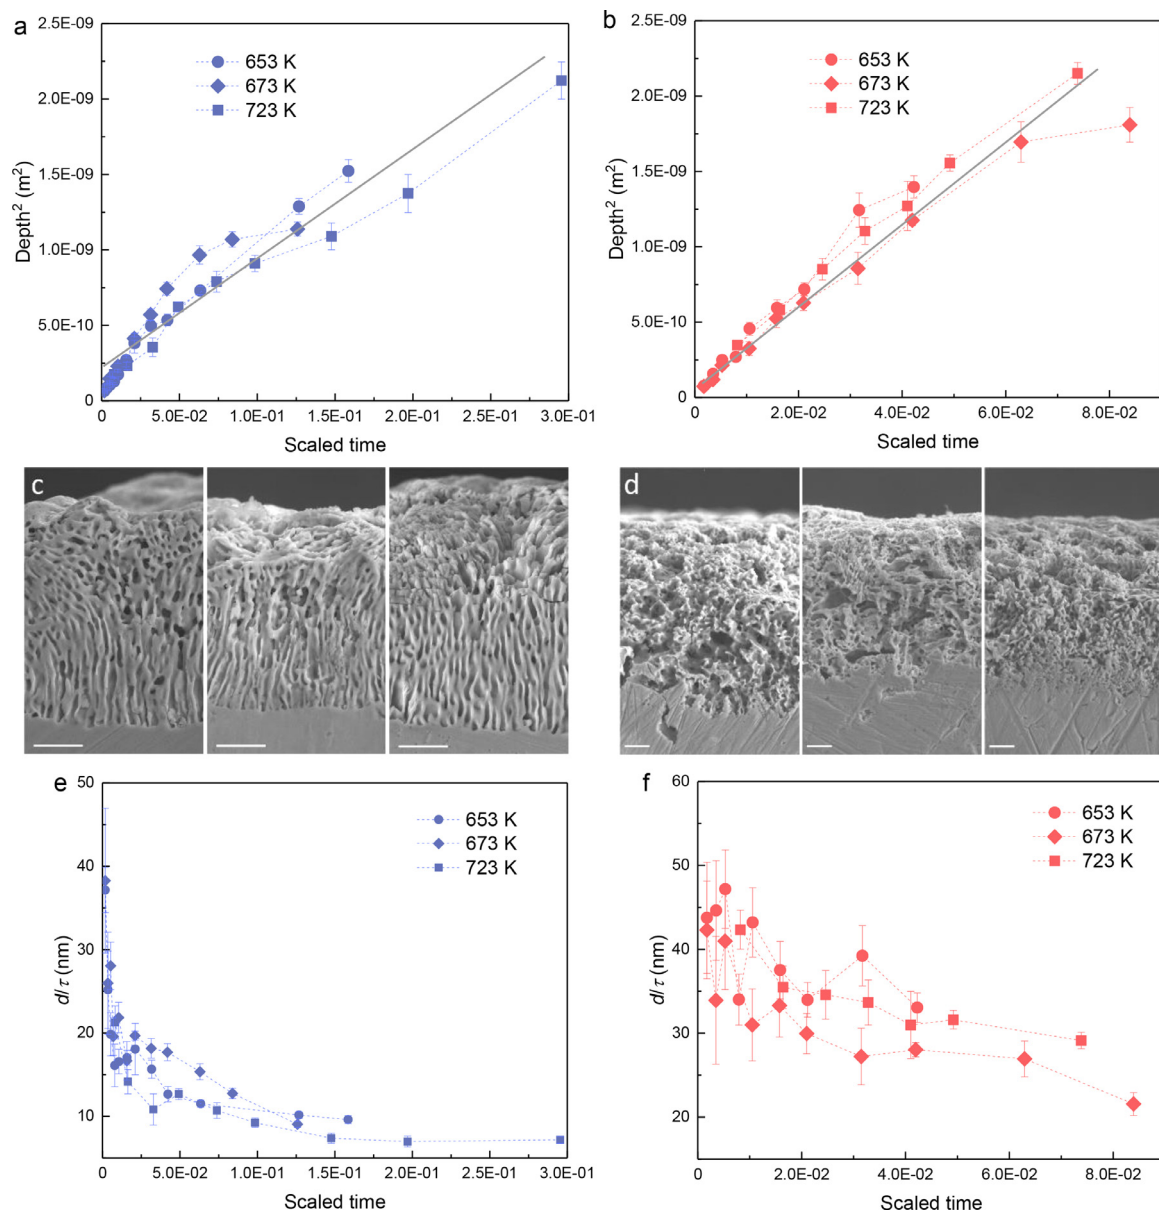 a
2.5E-09
2.0E-09
1.5E-09
1.0E-09
5.0E-10
0
Depth² (m²)
653 K
673 K
723 K
5.0E-02
1.0E-01
1.5E-01
2.0E-01
2.5E-01
3.0E-01
Scaled time
b
2.5E-09
2.0E-09
1.5E-09
1.0E-09
5.0E-10
0
Depth² (m²)
653 K
673 K
723 K
0
2.0E-02
4.0E-02
6.0E-02
8.0E-02
Scaled time
c
d
e
50
40
30
20
10
d/τ (nm)
653 K
673 K
723 K
0
5.0E-02
1.0E-01
1.5E-01
2.0E-01
2.5E-01
3.0E-01
Scaled time
f
60
50
40
30
20
d/τ (nm)
653 K
673 K
723 K
0
2.0E-02
4.0E-02
6.0E-02
8.0E-02
Scaled time